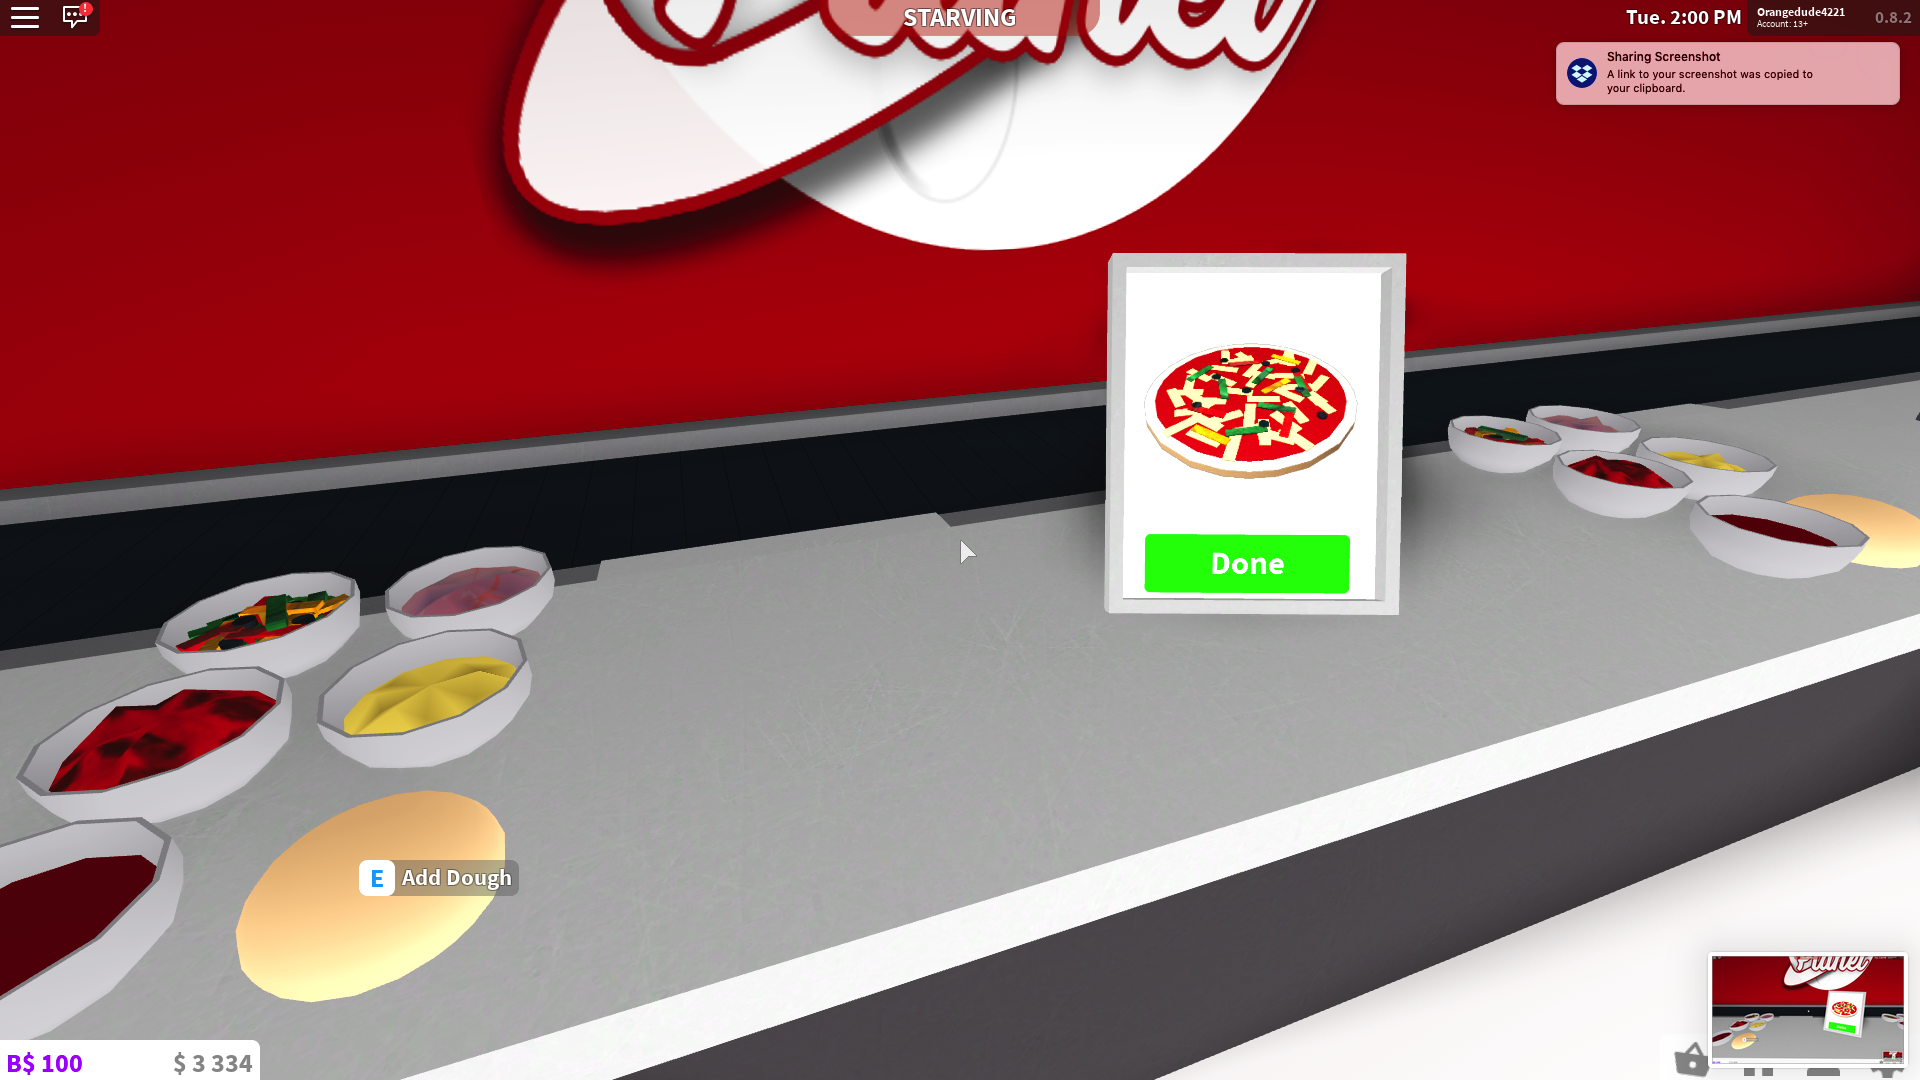 STARVING
Tue. 2:00 PM
Orangedude4221
Account: 13+
0.8.2
Sharing Screenshot
A link to your screenshot was copied to
your clipboard.
Done
E Add Dough
B$ 100
$ 3 334